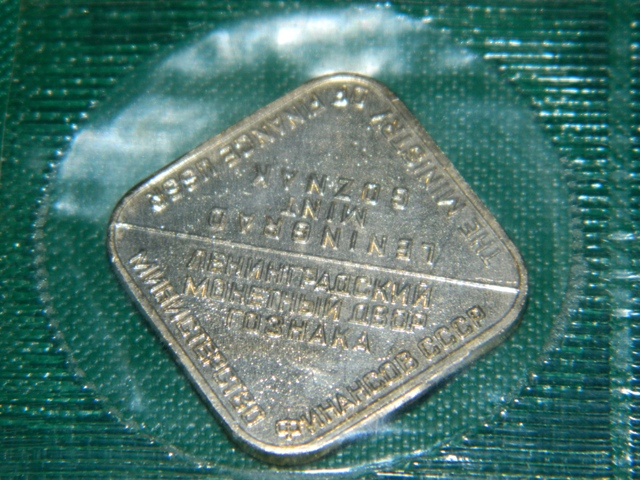 THE MINISTRY OF FINANCE USSR
LENINGRAD
MINT
GOZNAK
ЛЕНИНГРАДСКИЙ
МОНЕТНЫЙ ДВОР
ГОЗНАКА
МИНИСТЕРСТВО ФИНАНСОВ СССР